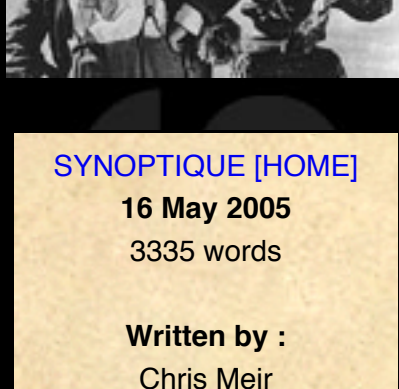 SYNOPTIQUE [HOME]
16 May 2005
3335 words
Written by :
Chris Meir